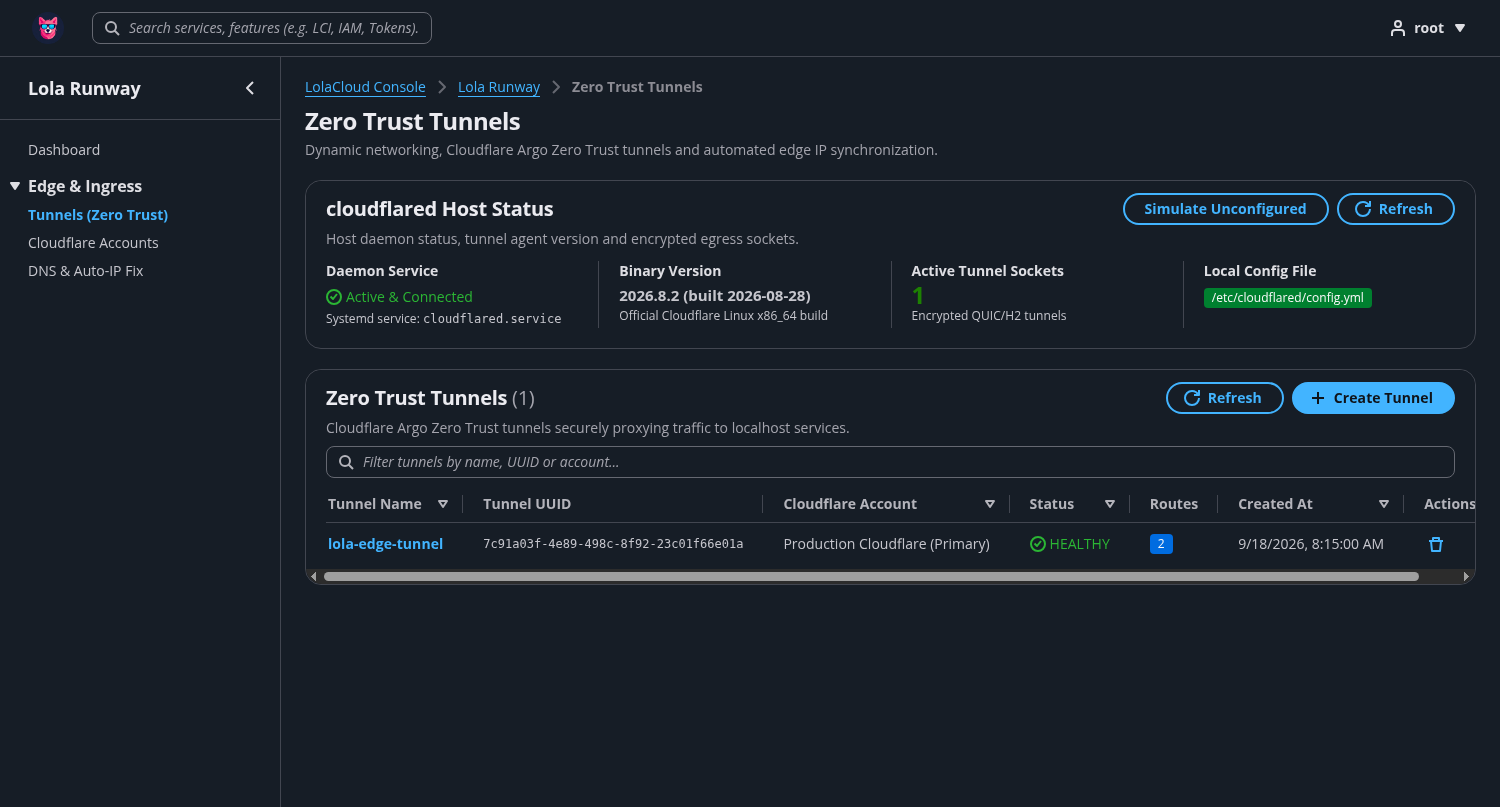 Search services, features (e.g. LCI, IAM, Tokens).
root
Lola Runway
Dashboard
Edge & Ingress
Tunnels (Zero Trust)
Cloudflare Accounts
DNS & Auto-IP Fix
LolaCloud Console > Lola Runway > Zero Trust Tunnels
Zero Trust Tunnels
Dynamic networking, Cloudflare Argo Zero Trust tunnels and automated edge IP synchronization.
cloudflared Host Status
Simulate Unconfigured
Refresh
Host daemon status, tunnel agent version and encrypted egress sockets.
Daemon Service
Active & Connected
Systemd service: cloudflared.service
Binary Version
2026.8.2 (built 2026-08-28)
Official Cloudflare Linux x86_64 build
Active Tunnel Sockets
1
Encrypted QUIC/H2 tunnels
Local Config File
/etc/cloudflared/config.yml
Zero Trust Tunnels (1)
Refresh
Create Tunnel
Cloudflare Argo Zero Trust tunnels securely proxying traffic to localhost services.
Filter tunnels by name, UUID or account...
Tunnel Name Tunnel UUID Cloudflare Account Status Routes Created At Actions
lola-edge-tunnel 7c91a03f-4e89-498c-8f92-23c01f66e01a Production Cloudflare (Primary) HEALTHY 2 9/18/2026, 8:15:00 AM